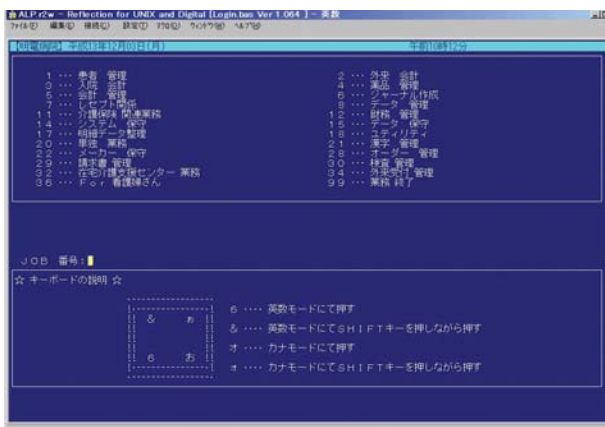 ALP.r2w - Reflection for UNIX and Digital [Login.bas Ver 1.064 ] - 英数
ファイル(F) 編集(E) 接続(C) 設定(T) マクロ(Q) ウィンドウ(W) ヘルプ(H)
平成13年12月03日(月) 午前10時12分
1 … 患者 管理 2 … 外来 会計
3 … 入院 会計 4 … 薬品 管理
5 … 会計 管理 6 … ジャーナル作成
7 … レセプト関係 8 … データ 管理
11 … 介護保険 関連業務 12 … 財務 管理
14 … システム 保守 15 … データ 保守
17 … 明細データ整理 18 … ユティリティ
20 … 単独 業務 21 … 漢字 管理
22 … メーカー 保守 28 … オーダー 管理
29 … 請求書 管理 30 … 検査 管理
32 … 在宅介護支援センター 業務 34 … 外来受付 管理
36 … For 看護婦さん 99 … 業務 終了
JOB 番号:
☆ キーボードの説明 ☆
6 ‥‥ 英数モードにて押す
& ぉ
& ‥‥ 英数モードにてSHIFTキーを押しながら押す
オ ‥‥ カナモードにて押す
6 お
ォ ‥‥ カナモードにてSHIFTキーを押しながら押す